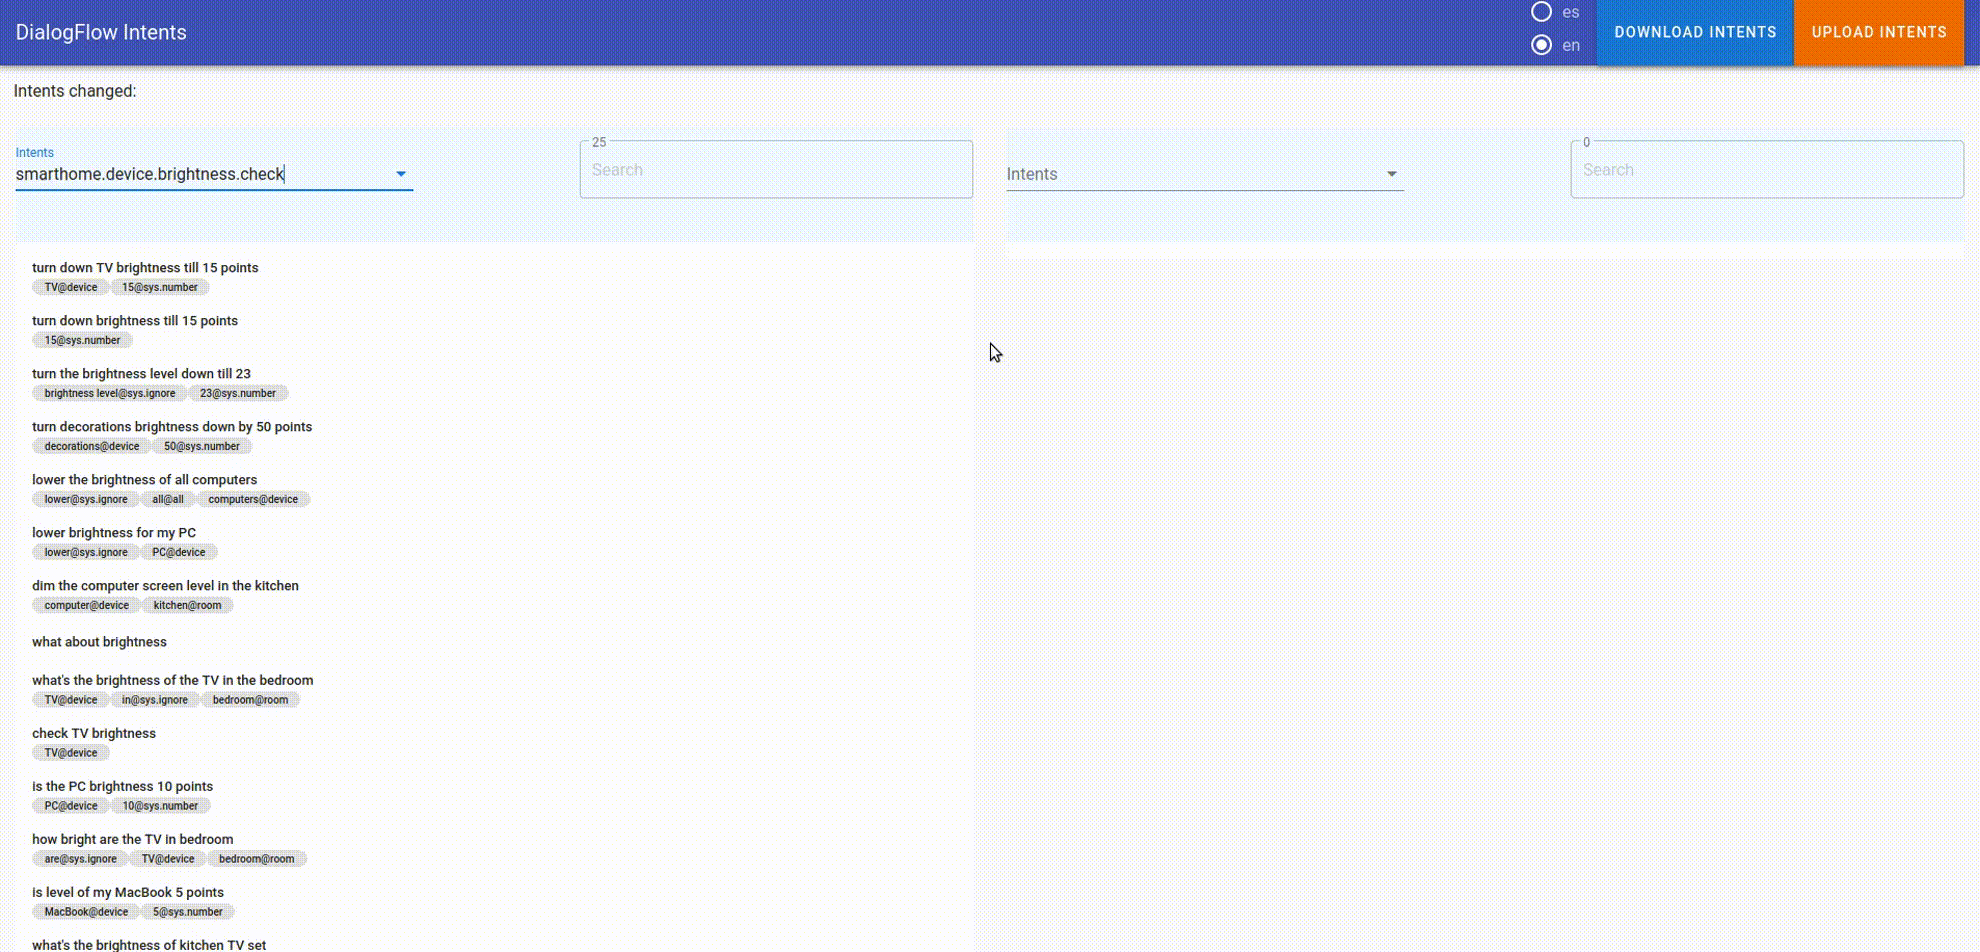 DialogFlow Intents
es
en
DOWNLOAD INTENTS
UPLOAD INTENTS
Intents changed:
Intents
smarthome.device.brightness.check
25
Search
Intents
0
Search
turn down TV brightness till 15 points
TV@device 15@sys.number
turn down brightness till 15 points
15@sys.number
turn the brightness level down till 23
brightness level@sys.ignore 23@sys.number
turn decorations brightness down by 50 points
decorations@device 50@sys.number
lower the brightness of all computers
lower@sys.ignore all@all computers@device
lower brightness for my PC
lower@sys.ignore PC@device
dim the computer screen level in the kitchen
computer@device kitchen@room
what about brightness
what's the brightness of the TV in the bedroom
TV@device in@sys.ignore bedroom@room
check TV brightness
TV@device
is the PC brightness 10 points
PC@device 10@sys.number
how bright are the TV in bedroom
are@sys.ignore TV@device bedroom@room
is level of my MacBook 5 points
MacBook@device 5@sys.number
what's the brightness of kitchen TV set